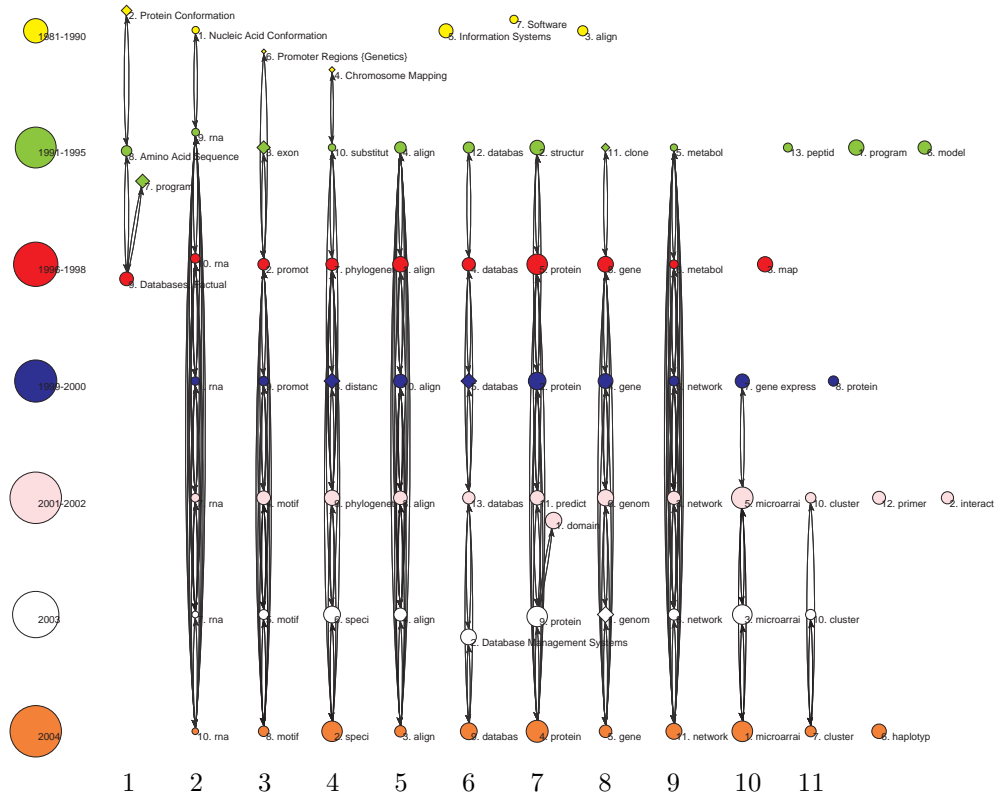 2. Protein Conformation
7. Software
1981-1990
1. Nucleic Acid Conformation
5. Information Systems
3. align
6. Promoter Regions {Genetics}
4. Chromosome Mapping
9. rna
1991-1995
8. Amino Acid Sequence
3. exon
10. substitut
4. align
12. databas
2. structur
11. clone
5. metabol
13. peptid
1. program
6. model
7. program
1996-1998
10. rna
2. promot
7. phylogenet
1. align
4. databas
5. protein
6. gene
metabol
3. map
9. Databases, Factual
1999-2000
rna
promot
distanc
10. align
databas
protein
gene
network
7. gene express
8. protein
2001-2002
rna
motif
phylogenet
align
13. databas
11. predict
genom
network
5. microarrai
10. cluster
12. primer
2. interact
1. domain
2003
rna
5. motif
6. speci
align
9. protein
genom
network
3. microarrai
10. cluster
2. Database Management Systems
2004
10. rna
8. motif
2. speci
3. align
9. databas
4. protein
5. gene
11. network
1. microarrai
7. cluster
6. haplotyp
1 2 3 4 5 6 7 8 9 10 11